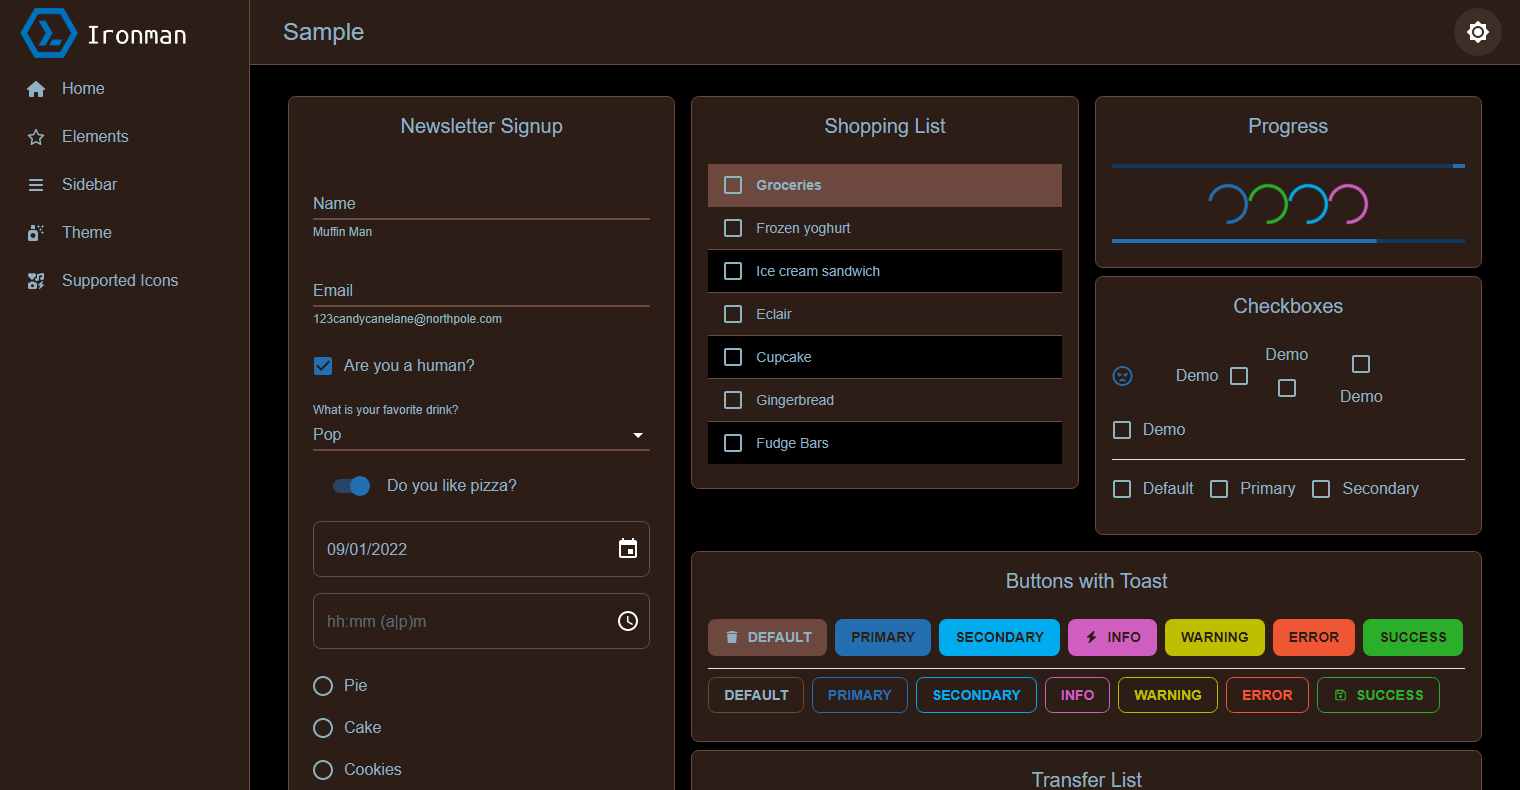 Ironman
Home
Elements
Sidebar
Theme
Supported Icons
Sample
Newsletter Signup
Name
Muffin Man
Email
123candycanelane@northpole.com
Are you a human?
What is your favorite drink?
Pop
Do you like pizza?
09/01/2022
hh:mm (a|p)m
Pie
Cake
Cookies
Shopping List
Groceries
Frozen yoghurt
Ice cream sandwich
Eclair
Cupcake
Gingerbread
Fudge Bars
Progress
Checkboxes
Demo
Demo
Demo
Demo
Default Primary Secondary
Buttons with Toast
DEFAULT PRIMARY SECONDARY INFO WARNING ERROR SUCCESS
DEFAULT PRIMARY SECONDARY INFO WARNING ERROR SUCCESS
Transfer List